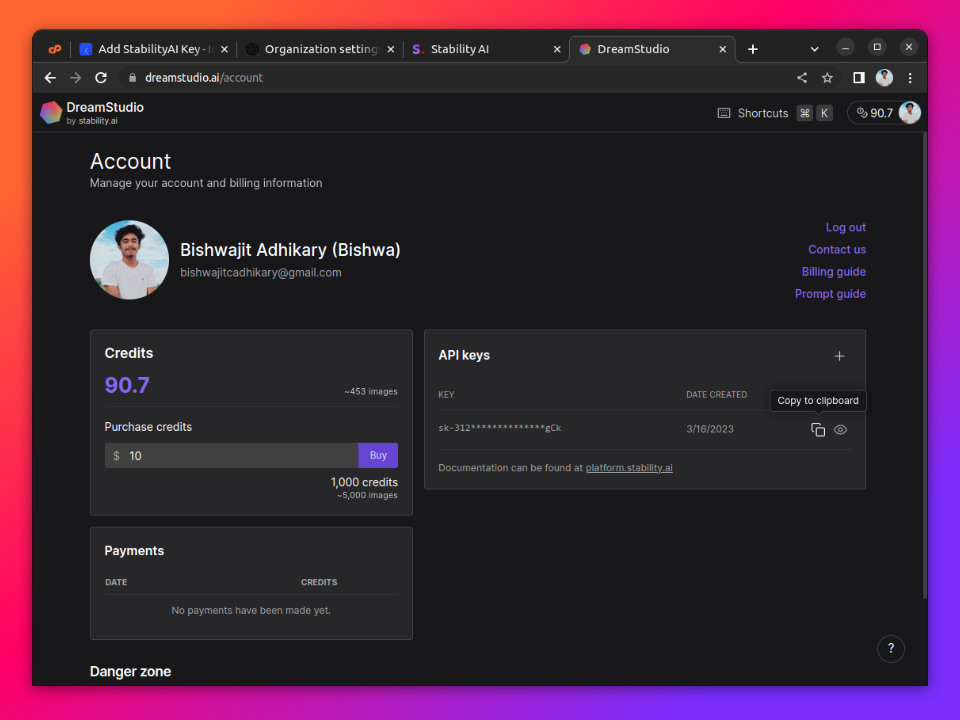 Add StabilityAI Key - I
Organization settings
Stability AI
DreamStudio
dreamstudio.ai/account
DreamStudio
by stability.ai
Shortcuts ⌘ K
90.7
Account
Manage your account and billing information
Bishwajit Adhikary (Bishwa)
bishwajitcadhikary@gmail.com
Log out
Contact us
Billing guide
Prompt guide
Credits
90.7
~453 images
Purchase credits
$ 10
Buy
1,000 credits
~5,000 images
API keys
KEY DATE CREATED
Copy to clipboard
sk-312**************gCk 3/16/2023
Documentation can be found at platform.stability.ai
Payments
DATE CREDITS
No payments have been made yet.
Danger zone
?